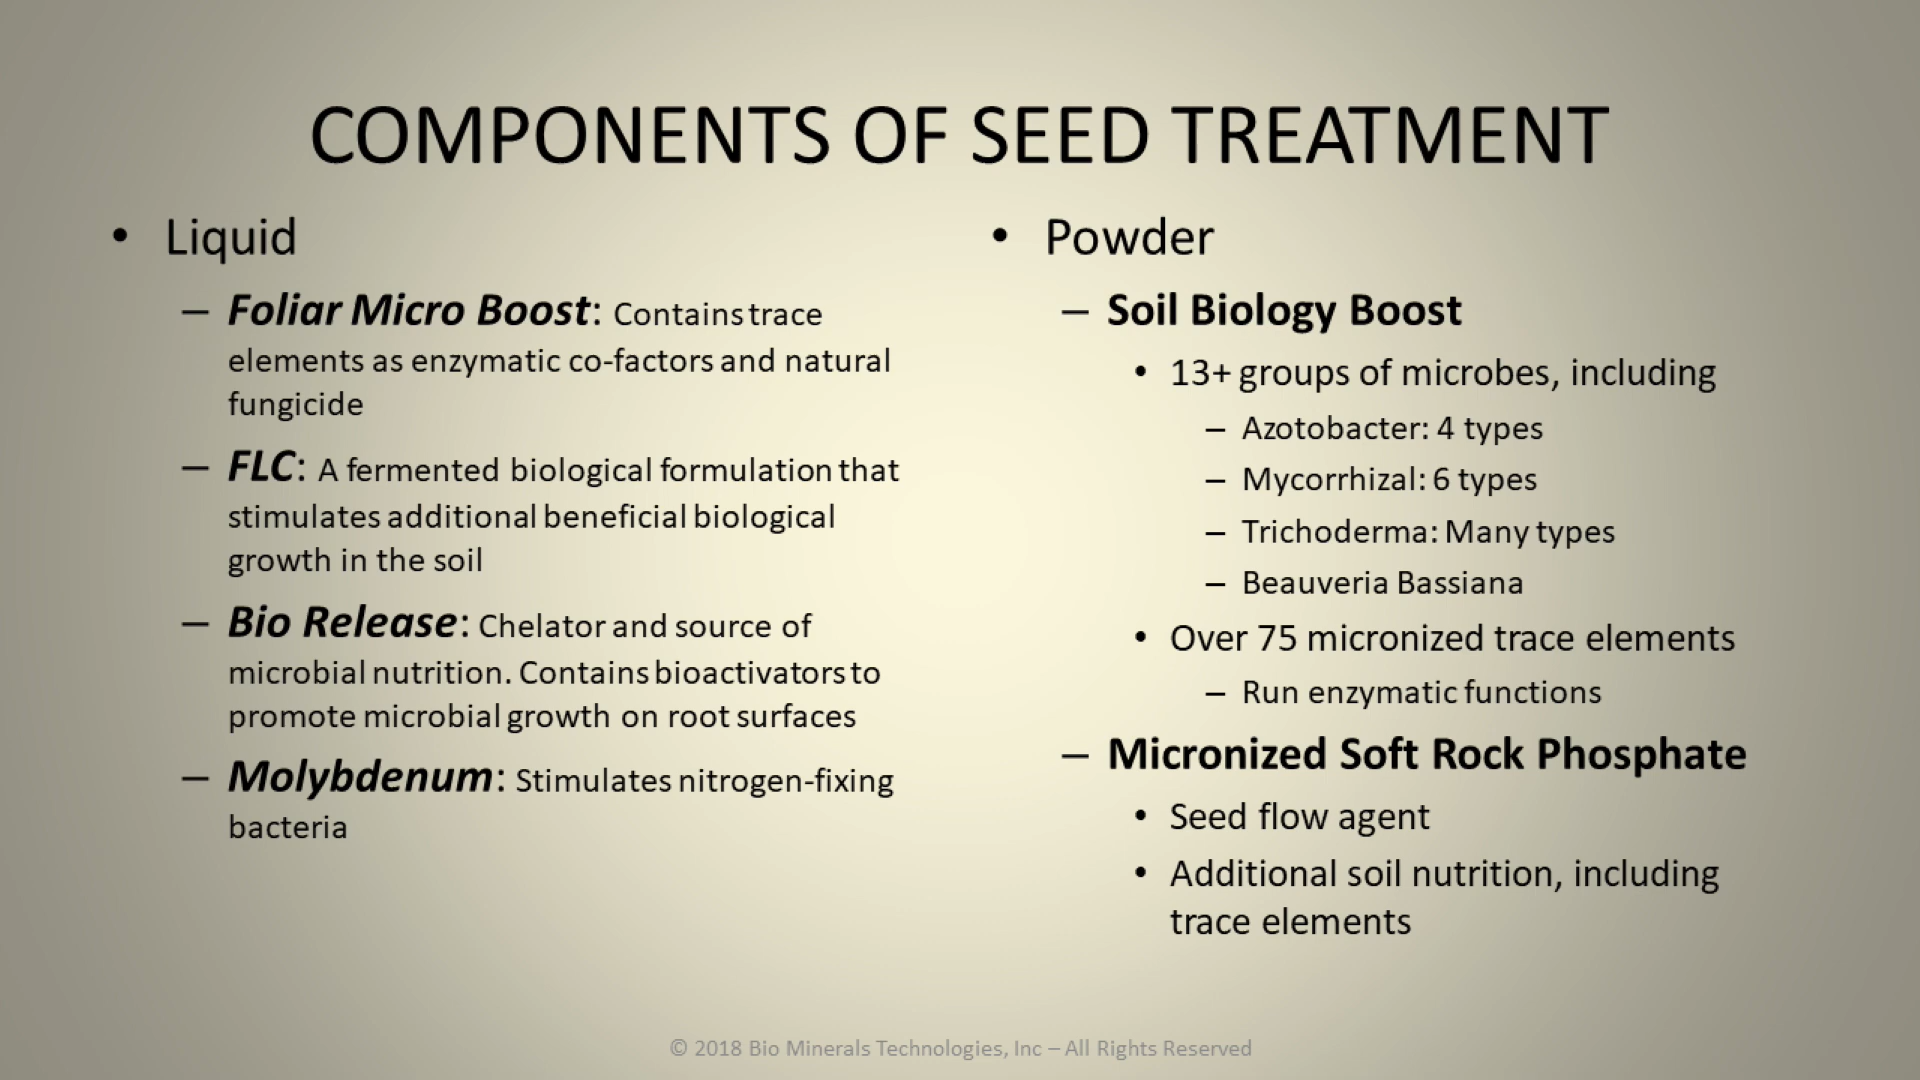 COMPONENTS OF SEED TREATMENT
• Liquid
– Foliar Micro Boost: Contains trace
elements as enzymatic co-factors and natural
fungicide
– FLC: A fermented biological formulation that
stimulates additional beneficial biological
growth in the soil
– Bio Release: Chelator and source of
microbial nutrition. Contains bioactivators to
promote microbial growth on root surfaces
– Molybdenum: Stimulates nitrogen-fixing
bacteria
• Powder
– Soil Biology Boost
• 13+ groups of microbes, including
– Azotobacter: 4 types
– Mycorrhizal: 6 types
– Trichoderma: Many types
– Beauveria Bassiana
• Over 75 micronized trace elements
– Run enzymatic functions
– Micronized Soft Rock Phosphate
• Seed flow agent
• Additional soil nutrition, including
trace elements
© 2018 Bio Minerals Technologies, Inc – All Rights Reserved